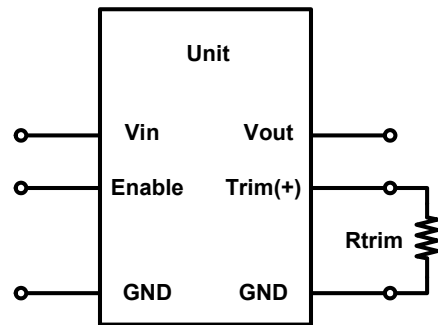 Unit
Vin Vout
Enable Trim(+)
Rtrim
GND GND